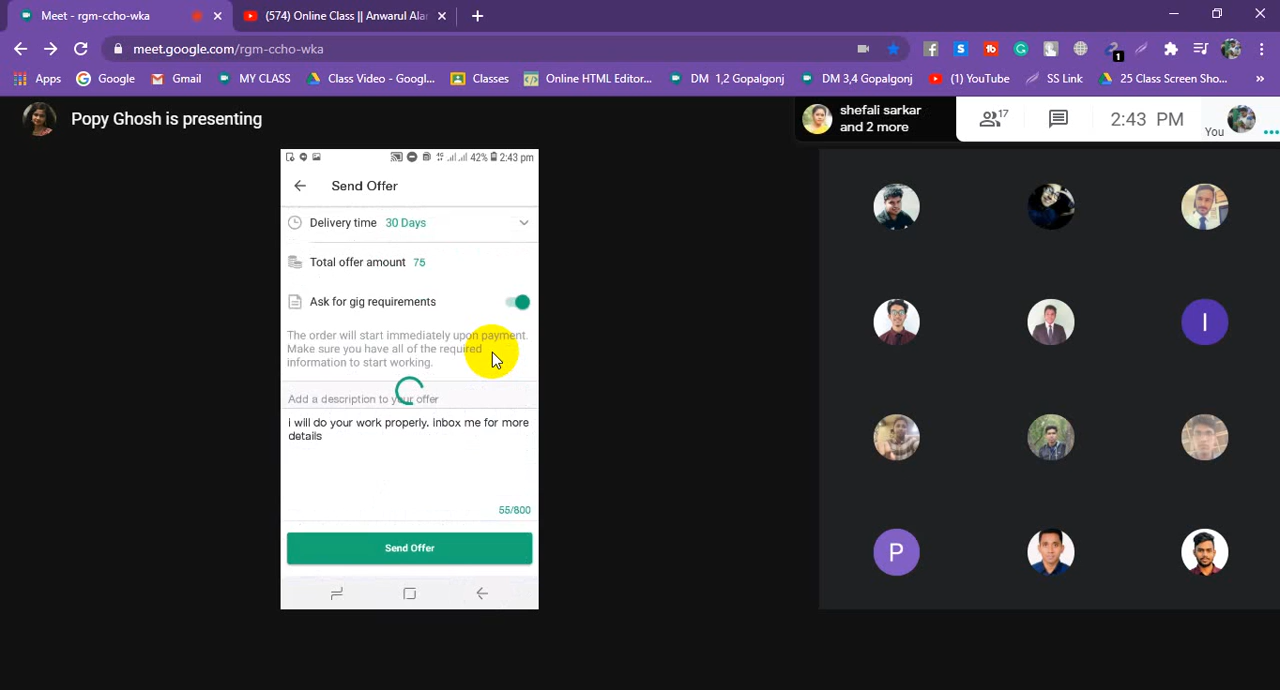 Meet - rgm-ccho-wka
(574) Online Class || Anwarul Alar
meet.google.com/rgm-ccho-wka
1
Apps
Google
Gmail
MY CLASS
Class Video - Googl...
Classes
Online HTML Editor...
DM 1,2 Gopalgonj
DM 3,4 Gopalgonj
(1) YouTube
SS Link
25 Class Screen Sho...
Popy Ghosh is presenting
shefali sarkar
and 2 more
17
2:43 PM
You
42% 2:43 pm
Send Offer
Delivery time 30 Days
Total offer amount 75
Ask for gig requirements
The order will start immediately upon payment.
Make sure you have all of the required
information to start working.
Add a description to your offer
i will do your work properly. inbox me for more
details
55/800
Send Offer
I
P